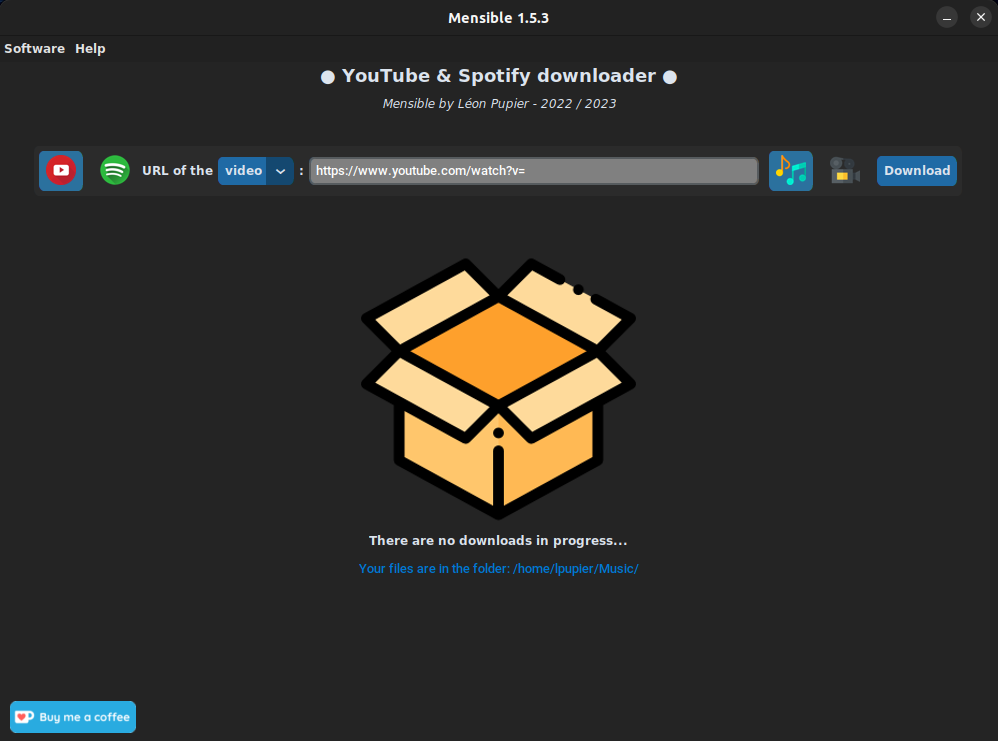 Mensible 1.5.3
Software Help
● YouTube & Spotify downloader ●
Mensible by Léon Pupier - 2022 / 2023
URL of the video : https://www.youtube.com/watch?v= Download
There are no downloads in progress...
Your files are in the folder: /home/lpupier/Music/
Buy me a coffee